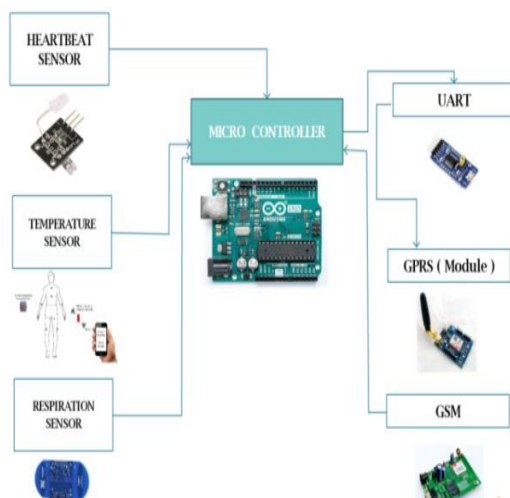 HEARTBEAT
SENSOR
MICRO CONTROLLER
UART
TEMPERATURE
SENSOR
GPRS ( Module )
RESPIRATION
SENSOR
GSM